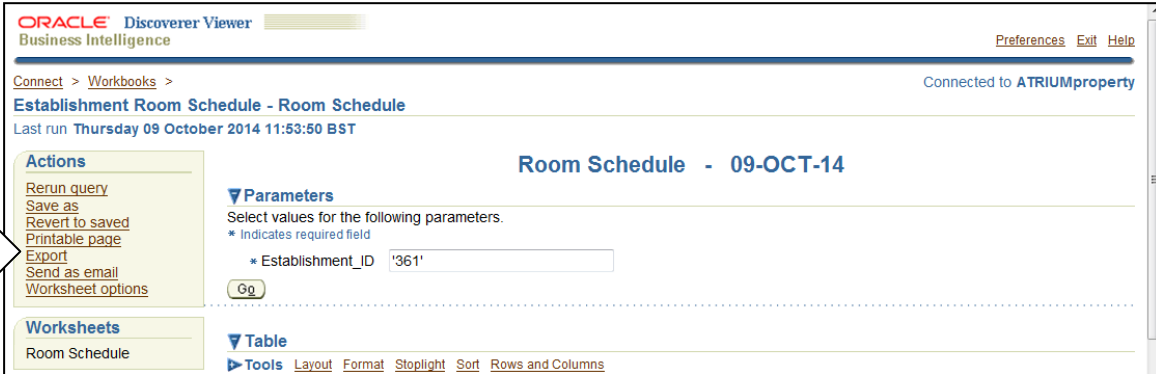 ORACLE Discoverer Viewer
Business Intelligence
Preferences Exit Help
Connect > Workbooks >
Connected to ATRIUMproperty
Establishment Room Schedule - Room Schedule
Last run Thursday 09 October 2014 11:53:50 BST
Actions
Rerun query
Save as
Revert to saved
Printable page
Export
Send as email
Worksheet options
Worksheets
Room Schedule
Room Schedule - 09-OCT-14
Parameters
Select values for the following parameters.
* Indicates required field
* Establishment_ID '361'
Go
Table
Tools Layout Format Stoplight Sort Rows and Columns